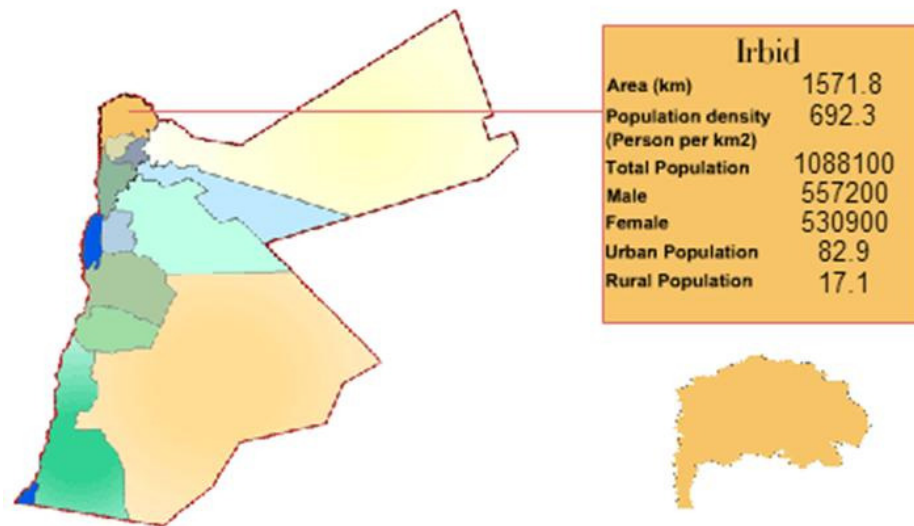 Irbid
Area (km) 1571.8
Population density 692.3
(Person per km2)
Total Population 1088100
Male 557200
Female 530900
Urban Population 82.9
Rural Population 17.1